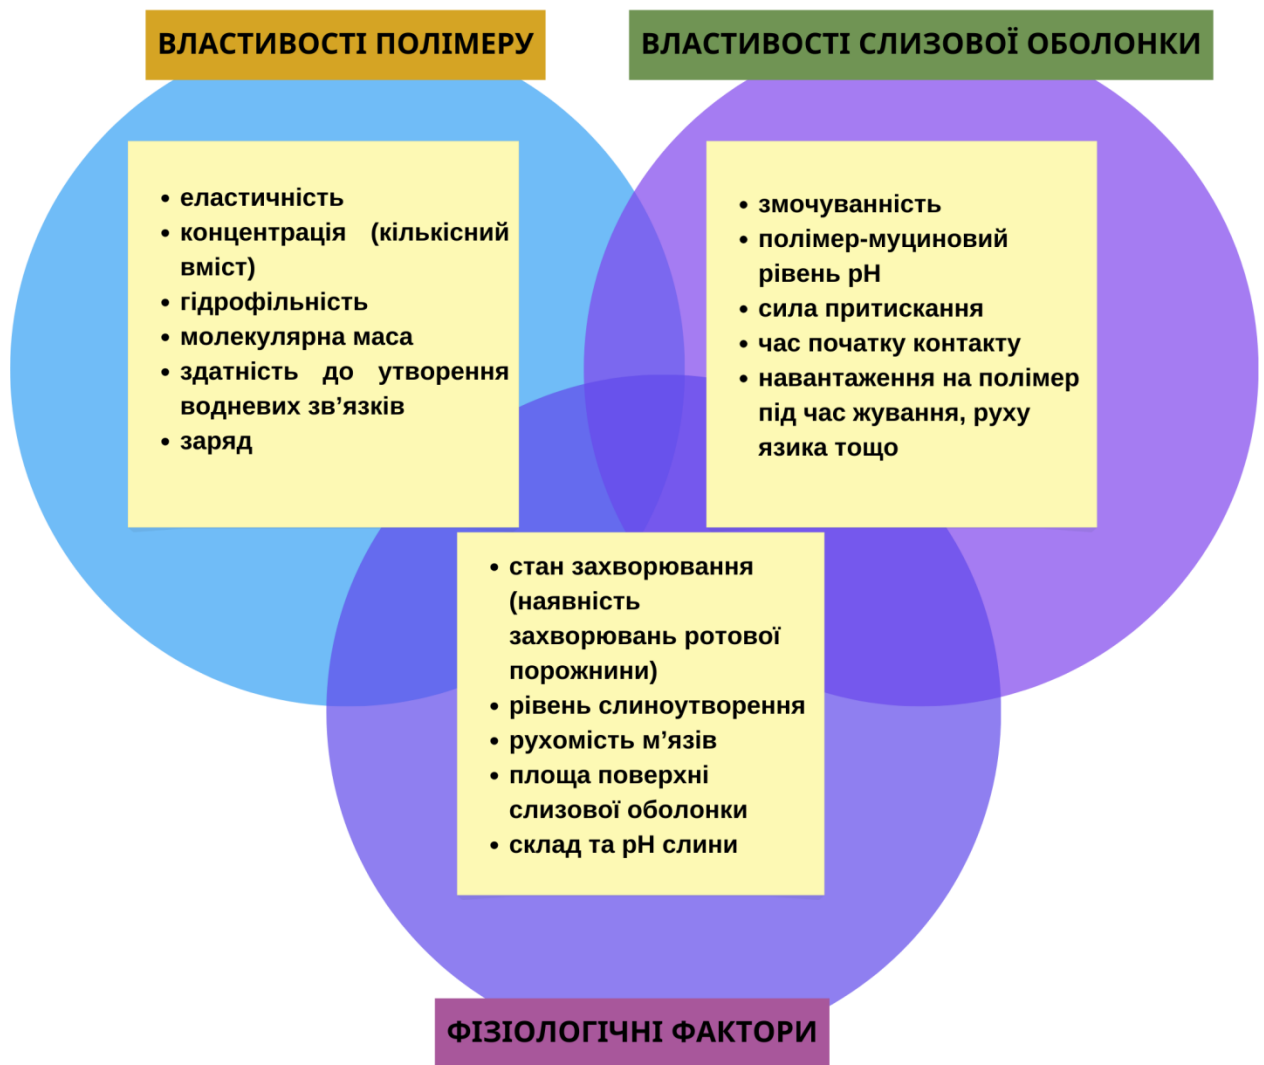 ВЛАСТИВОСТІ ПОЛІМЕРУ
ВЛАСТИВОСТІ СЛИЗОВОЇ ОБОЛОНКИ
• еластичність
• концентрація (кількісний
вміст)
• гідрофільність
• молекулярна маса
• здатність до утворення
водневих зв’язків
• заряд
• змочуванність
• полімер-муциновий
рівень pH
• сила притискання
• час початку контакту
• навантаження на полімер
під час жування, руху
язика тощо
• стан захворювання
(наявність
захворювань ротової
порожнини)
• рівень слиноутворення
• рухомість м’язів
• площа поверхні
слизової оболонки
• склад та pH слини
ФІЗІОЛОГІЧНІ ФАКТОРИ